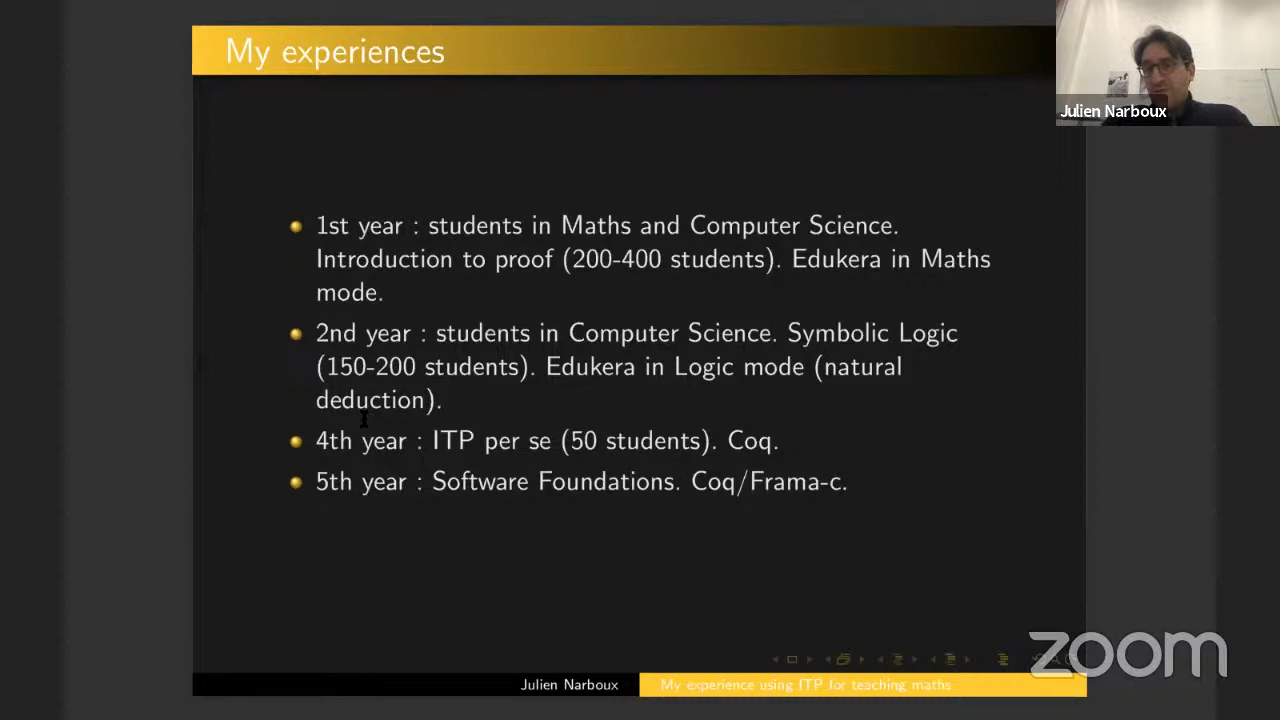 My experiences
Julien Narboux
1st year : students in Maths and Computer Science.
Introduction to proof (200-400 students). Edukera in Maths
mode.
2nd year : students in Computer Science. Symbolic Logic
(150-200 students). Edukera in Logic mode (natural
deduction).
4th year : ITP per se (50 students). Coq.
5th year : Software Foundations. Coq/Frama-c.
zoom
Julien Narboux
My experience using ITP for teaching maths